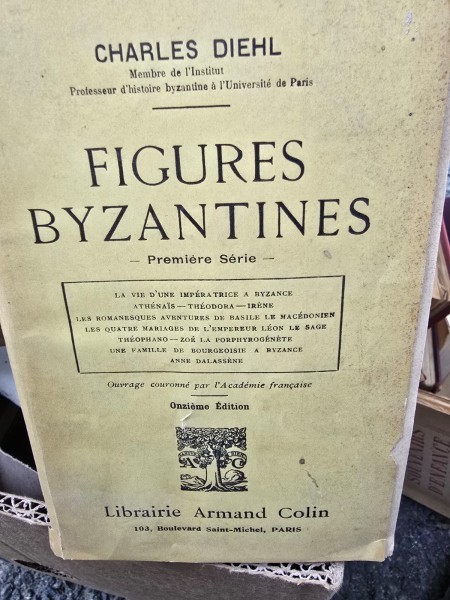 CHARLES DIEHL
Membre de l'Institut
Professeur d'histoire byzantine à l'Université de Paris
FIGURES
BYZANTINES
— Première Série —
LA VIE D'UNE IMPÉRATRICE A BYZANCE
ATHÉNAÏS — THÉODORA — IRÈNE
LES ROMANESQUES AVENTURES DE BASILE LE MACÉDONIEN
LES QUATRE MARIAGES DE L'EMPEREUR LÉON LE SAGE
THÉOPHANO — ZOÉ LA PORPHYROGÉNÈTE
UNE FAMILLE DE BOURGEOISIE A BYZANCE
ANNE DALASSÈNE
Ouvrage couronné par l'Académie française
Onzième Édition
A C
Librairie Armand Colin
103, Boulevard Saint-Michel, PARIS
SOUVENIRS
D'ENFANCE